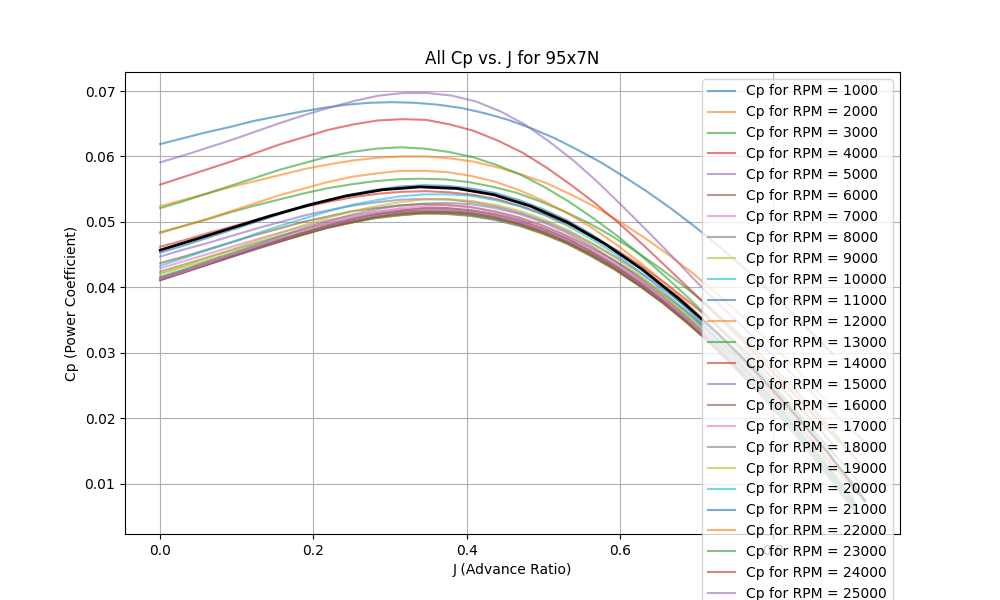 All Cp vs. J for 95x7N
Cp (Power Coefficient)
0.07
0.06
0.05
0.04
0.03
0.02
0.01
0.0
0.2
0.4
0.6
0.8
J (Advance Ratio)
Cp for RPM = 1000
Cp for RPM = 2000
Cp for RPM = 3000
Cp for RPM = 4000
Cp for RPM = 5000
Cp for RPM = 6000
Cp for RPM = 7000
Cp for RPM = 8000
Cp for RPM = 9000
Cp for RPM = 10000
Cp for RPM = 11000
Cp for RPM = 12000
Cp for RPM = 13000
Cp for RPM = 14000
Cp for RPM = 15000
Cp for RPM = 16000
Cp for RPM = 17000
Cp for RPM = 18000
Cp for RPM = 19000
Cp for RPM = 20000
Cp for RPM = 21000
Cp for RPM = 22000
Cp for RPM = 23000
Cp for RPM = 24000
Cp for RPM = 25000